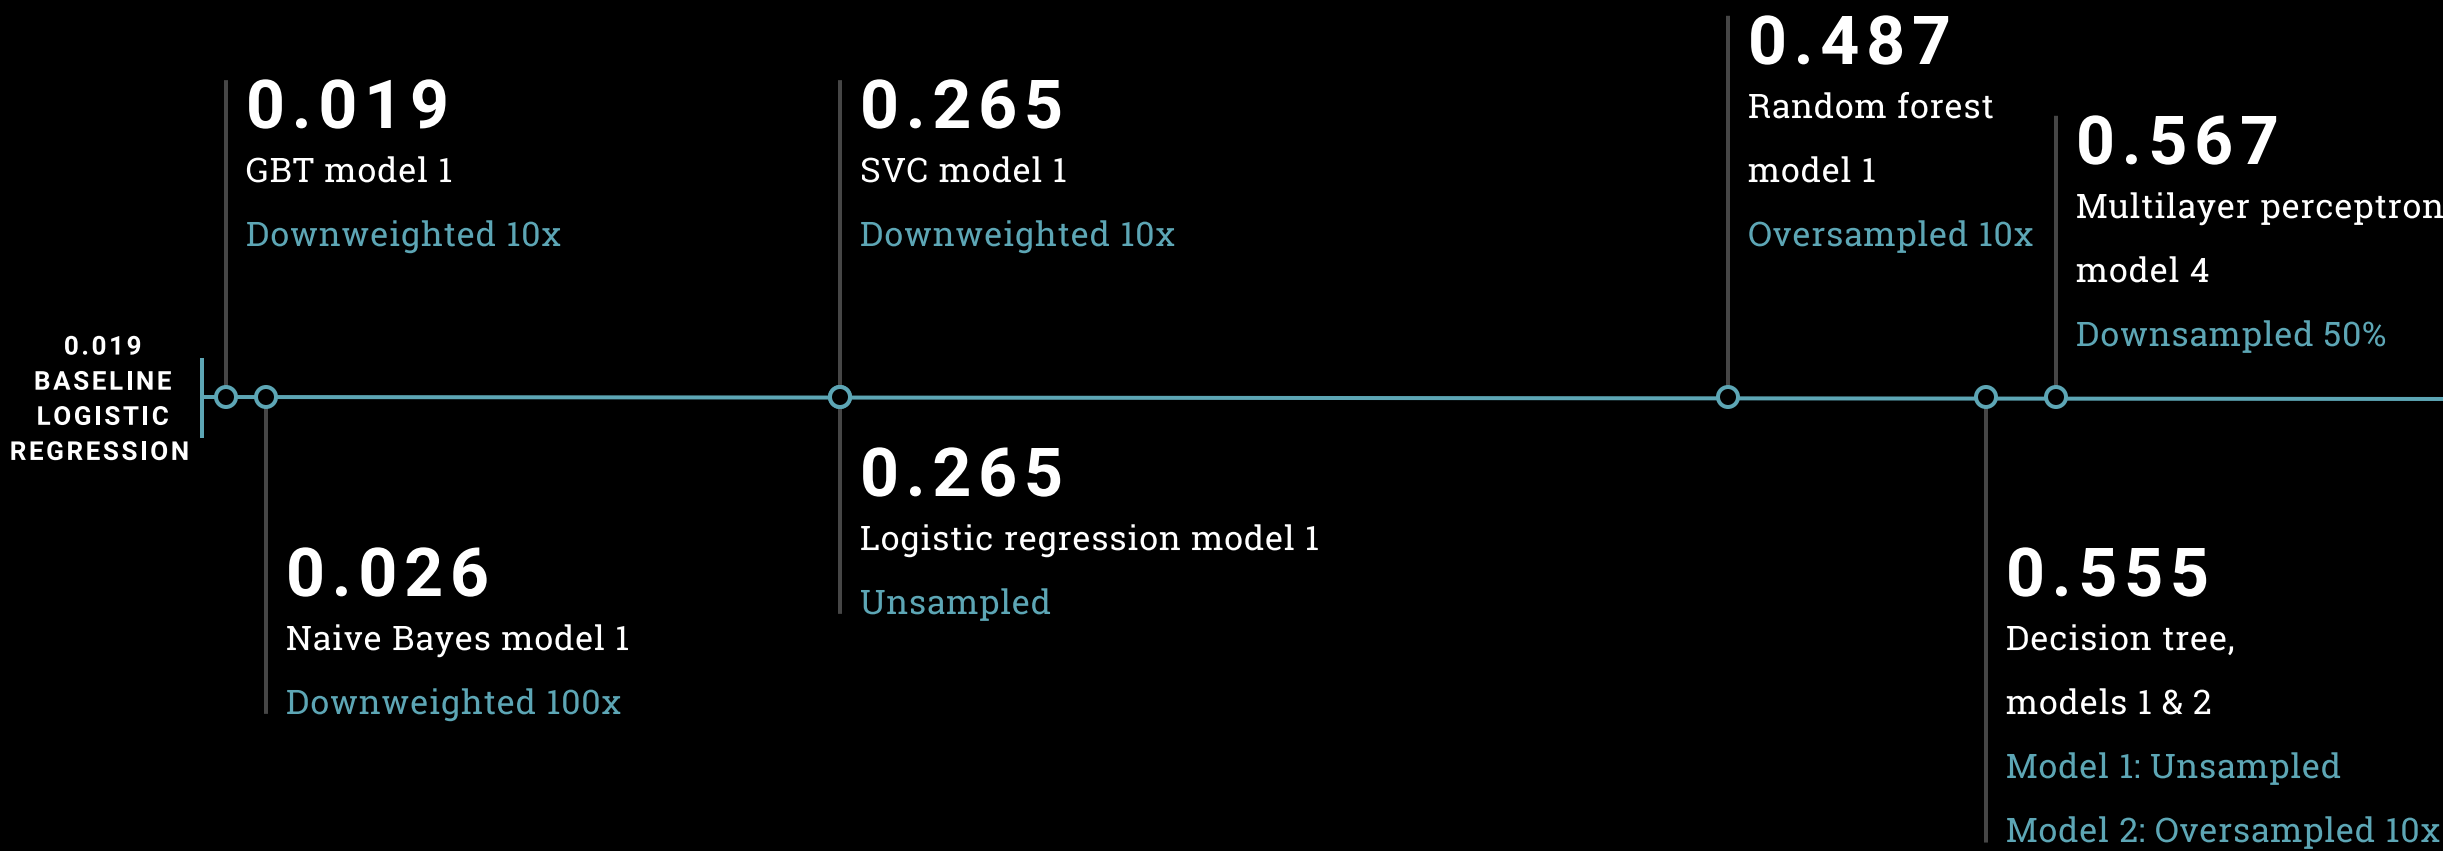 0.019
BASELINE
LOGISTIC
REGRESSION
0.019
GBT model 1
Downweighted 10x
0.026
Naive Bayes model 1
Downweighted 100x
0.265
SVC model 1
Downweighted 10x
0.265
Logistic regression model 1
Unsampled
0.487
Random forest
model 1
Oversampled 10x
0.555
Decision tree,
models 1 & 2
Model 1: Unsampled
Model 2: Oversampled 10x
0.567
Multilayer perceptron
model 4
Downsampled 50%